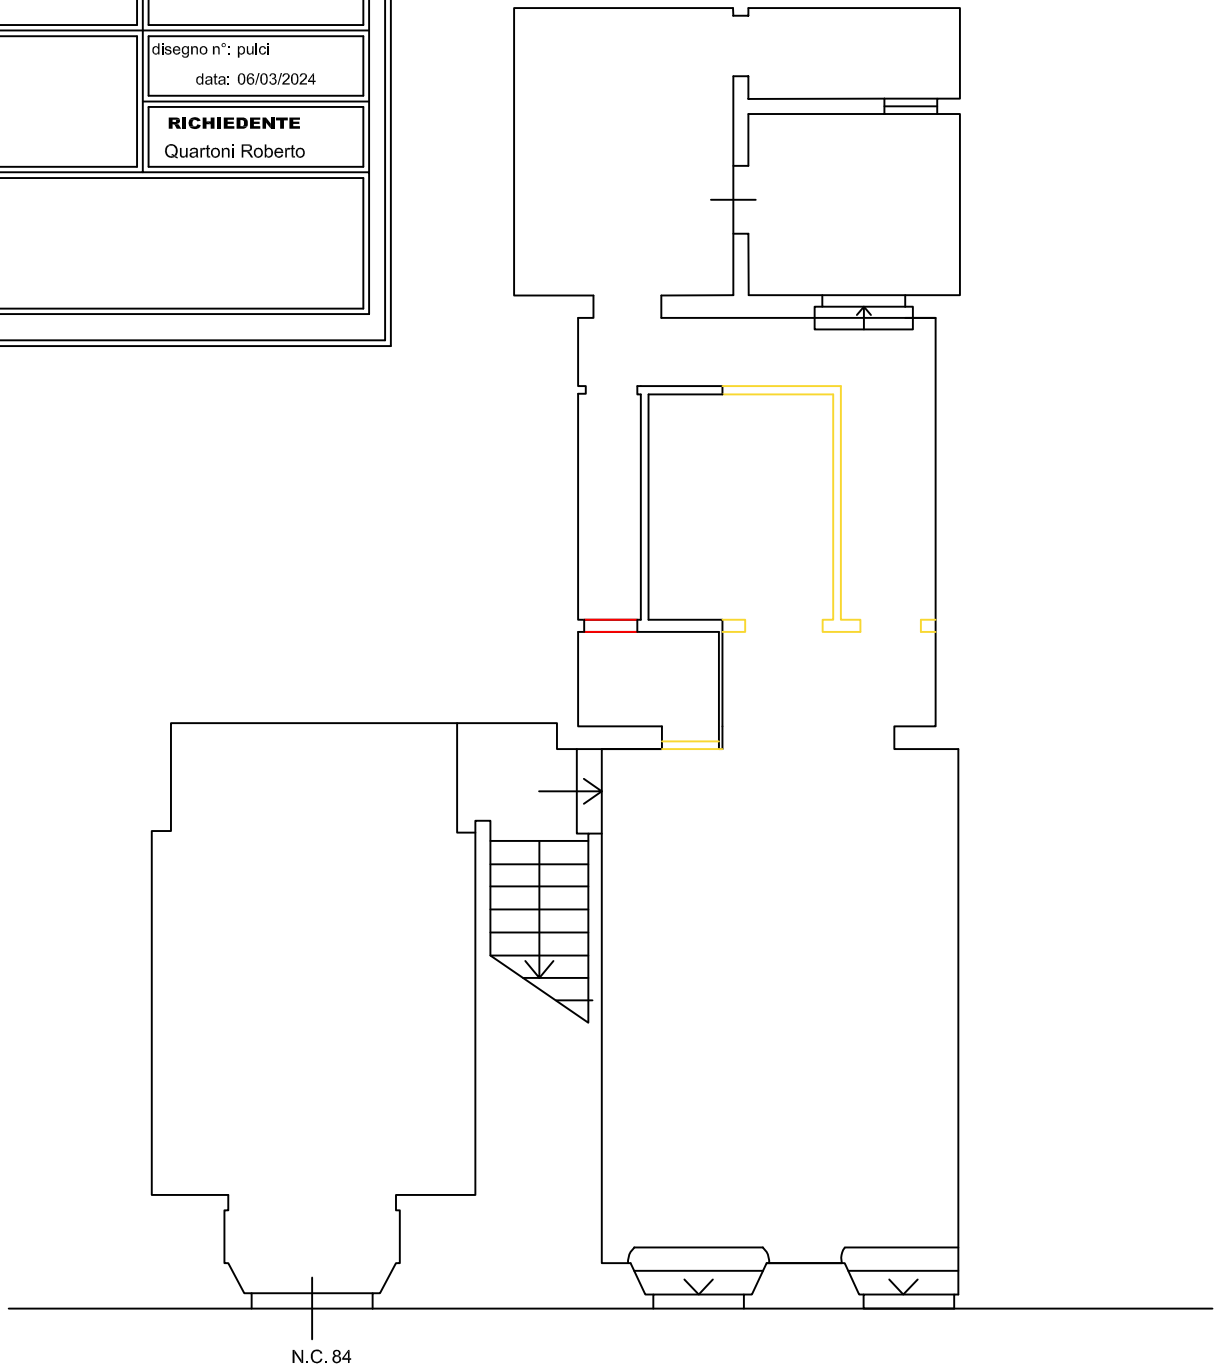 disegno n°: pulci
data: 06/03/2024
RICHIEDENTE
Quartoni Roberto
N.C. 84